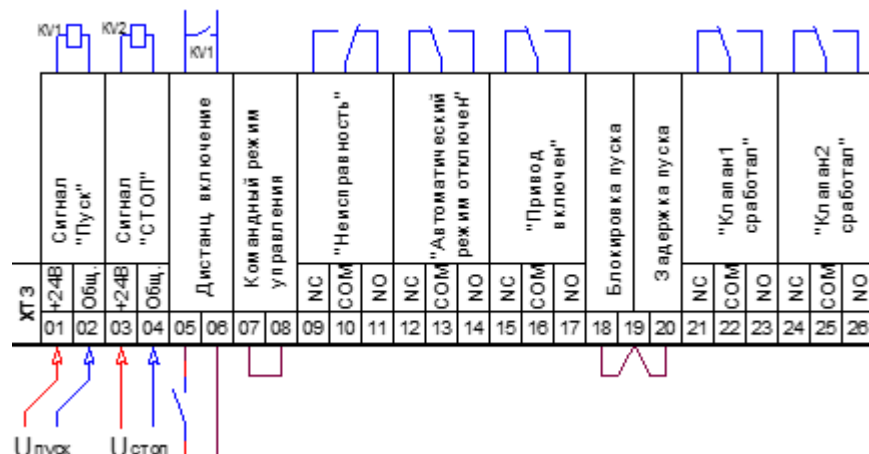 KV1
KV2
KV1
Сигнал
"Пуск"
Сигнал
"СТОП"
Дистанц. включение
Командный режим
управления
"Неисправность"
"Автоматический
режим отключен"
"Привод
включен"
Блокировка пуска
Задержка пуска
"Клапан1
сработал"
"Клапан2
сработал"
XT3
+24В
Общ.
+24В
Общ.
NC
COM
NO
NC
COM
NO
NC
COM
NO
NC
COM
NO
NC
COM
NO
01 02 03 04 05 06 07 08 09 10 11 12 13 14 15 16 17 18 19 20 21 22 23 24 25 26
Uпуск
Uстоп